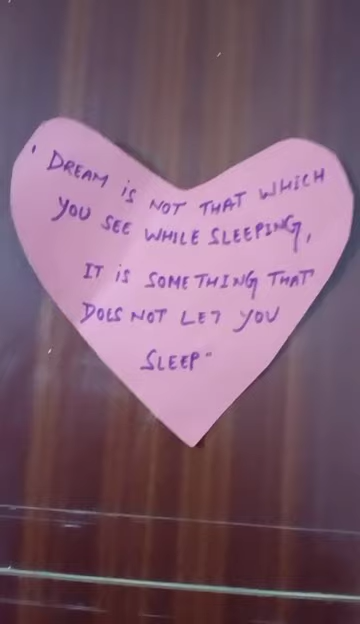 ' DREAM is NOT THAT WHICH
YOU SEE WHILE SLEEPING,
IT is SOMETHING THAT
DOES NOT LET YOU
SLEEP"